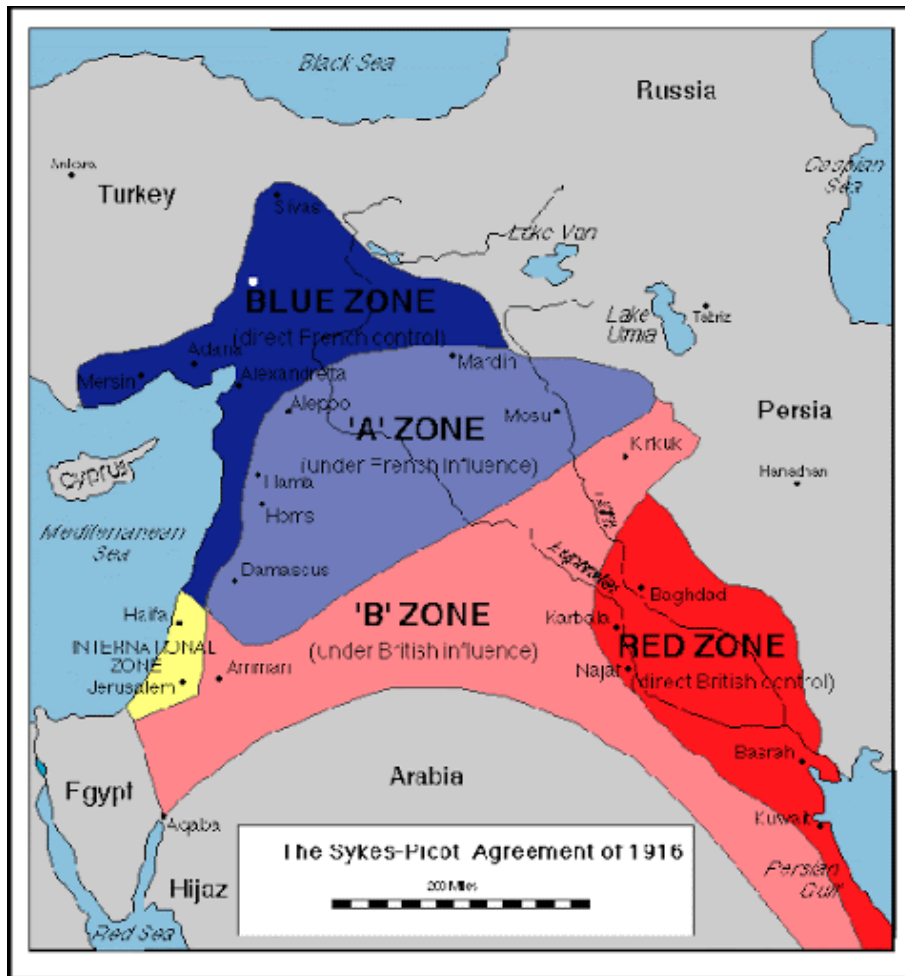 Black Sea
Russia
Caspian
Sea
Ankara
Turkey
Sivas
Lake Van
BLUE ZONE
(direct French control)
Lake
Urmia
Tabriz
Adana
Mersin
Alexandretta
Mardin
Aleppo
'A' ZONE
(under French influence)
Mosu
Persia
Kirkuk
Cyprus
Hama
Homs
Mediterranean
Sea
Damascus
Baghdad
Haifa
'B' ZONE
(under British influence)
Karbala
RED ZONE
(direct British control)
INTERNATIONAL
ZONE
Jerusalem
Amman
Najaf
Basrah
Egypt
Arabia
Aqaba
Kuwait
The Sykes-Picot Agreement of 1916
200 Miles
Hijaz
Persian
Gulf
Red Sea